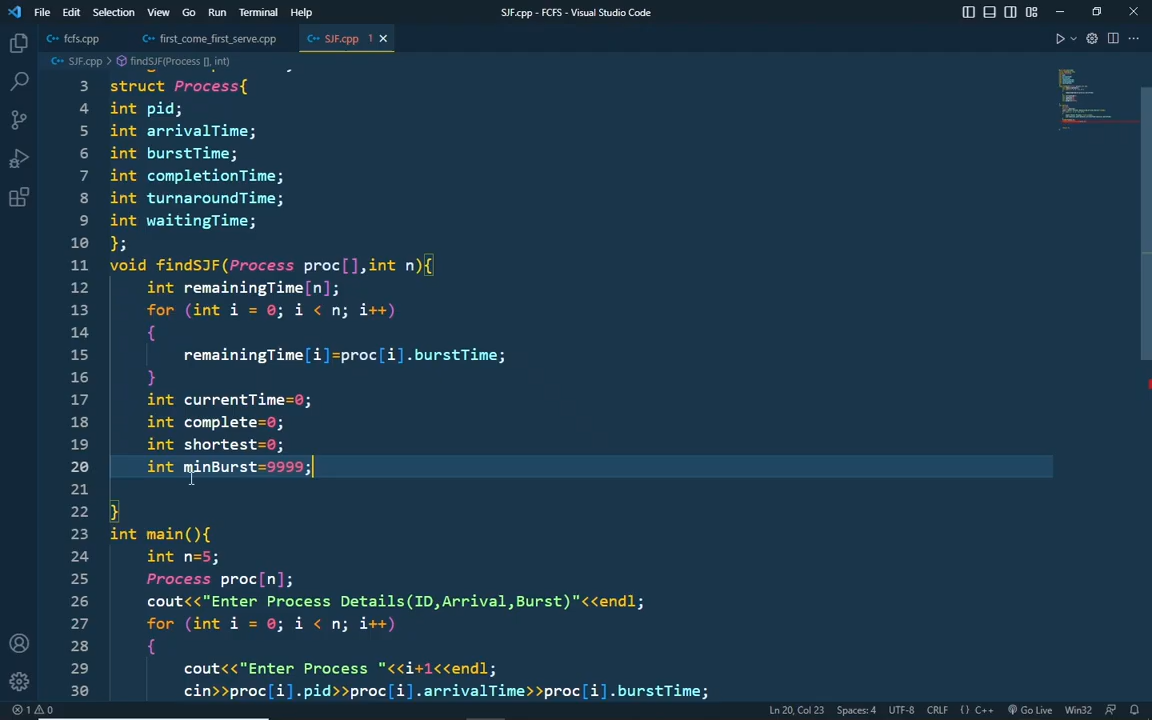 File Edit Selection View Go Run Terminal Help SJF.cpp - FCFS - Visual Studio Code
fcfs.cpp first_come_first_serve.cpp SJF.cpp 1
SJF.cpp > findSJF(Process [], int)
3 struct Process{
4 int pid;
5 int arrivalTime;
6 int burstTime;
7 int completionTime;
8 int turnaroundTime;
9 int waitingTime;
10 };
11 void findSJF(Process proc[],int n){
12 int remainingTime[n];
13 for (int i = 0; i < n; i++)
14 {
15 remainingTime[i]=proc[i].burstTime;
16 }
17 int currentTime=0;
18 int complete=0;
19 int shortest=0;
20 int minBurst=9999;
21
22 }
23 int main(){
24 int n=5;
25 Process proc[n];
26 cout<<"Enter Process Details(ID,Arrival,Burst)"<<endl;
27 for (int i = 0; i < n; i++)
28 {
29 cout<<"Enter Process "<<i+1<<endl;
30 cin>>proc[i].pid>>proc[i].arrivalTime>>proc[i].burstTime;
1 0 Ln 20, Col 23 Spaces: 4 UTF-8 CRLF {} C++ Go Live Win32